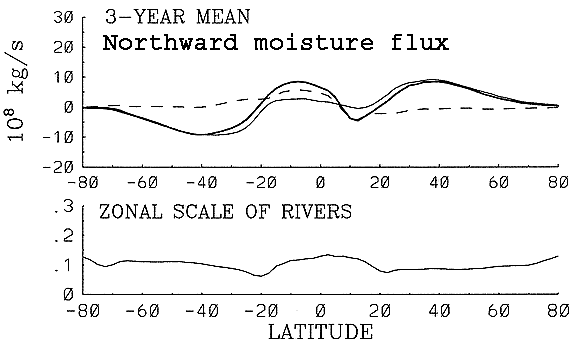 3-YEAR MEAN
Northward moisture flux
10⁸ kg/s
30
20
10
0
-10
-20
-80 -60 -40 -20 0 20 40 60 80
ZONAL SCALE OF RIVERS
.3
.2
.1
0
-80 -60 -40 -20 0 20 40 60 80
LATITUDE